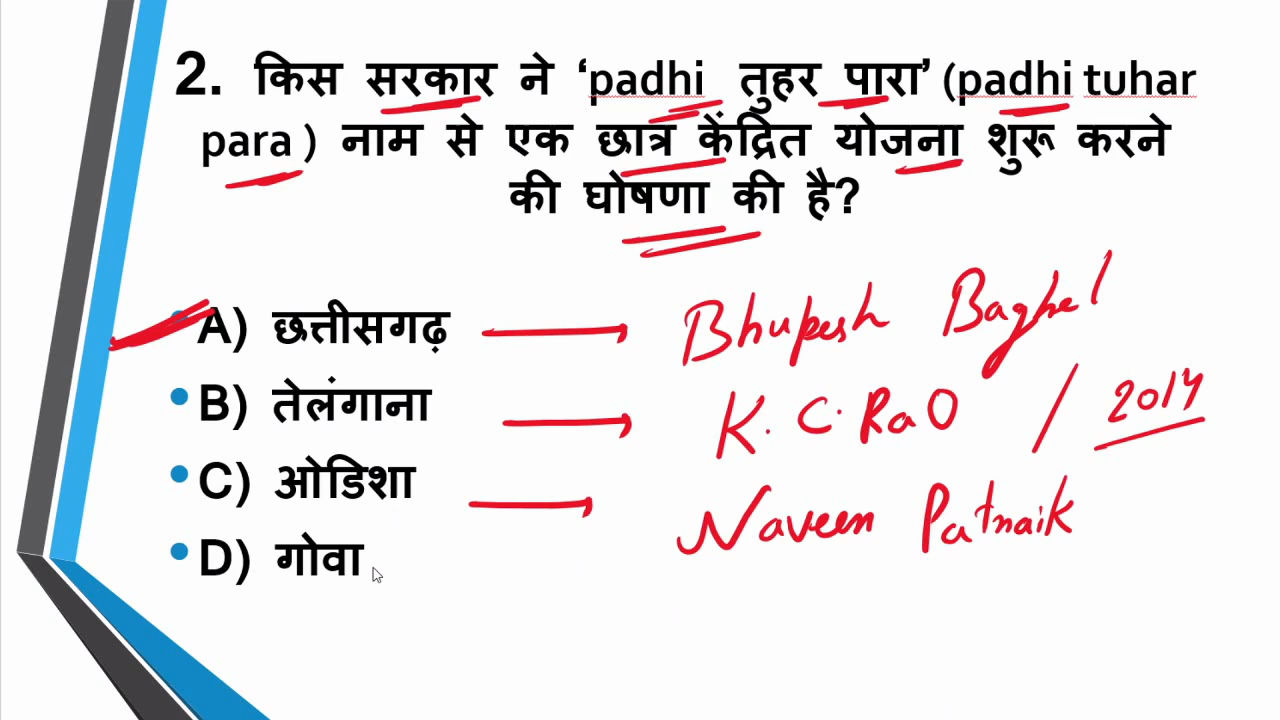 2. किस सरकार ने ‘padhi तुहर पारा’ (padhi tuhar
para ) नाम से एक छात्र केंद्रित योजना शुरू करने
की घोषणा की है?
A) छत्तीसगढ़ Bhupesh Baghel
B) तेलंगाना K. C. Rao / 2014
C) ओडिशा Naveen Patnaik
D) गोवा